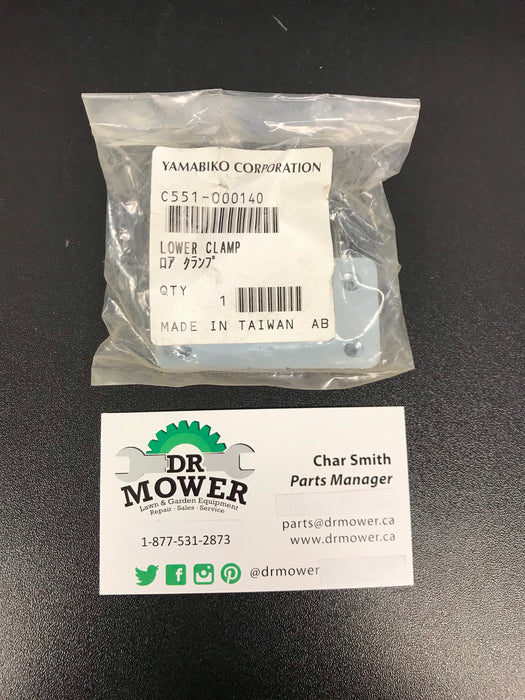 YAMABIKO CORPORATION
C551-000140
LOWER CLAMP
ロア クランプ
QTY 1
MADE IN TAIWAN AB
DR
MOWER
Lawn & Garden Equipment
Repair - Sales - Service
1-877-531-2873
Char Smith
Parts Manager
parts@drmower.ca
www.drmower.ca
@drmower